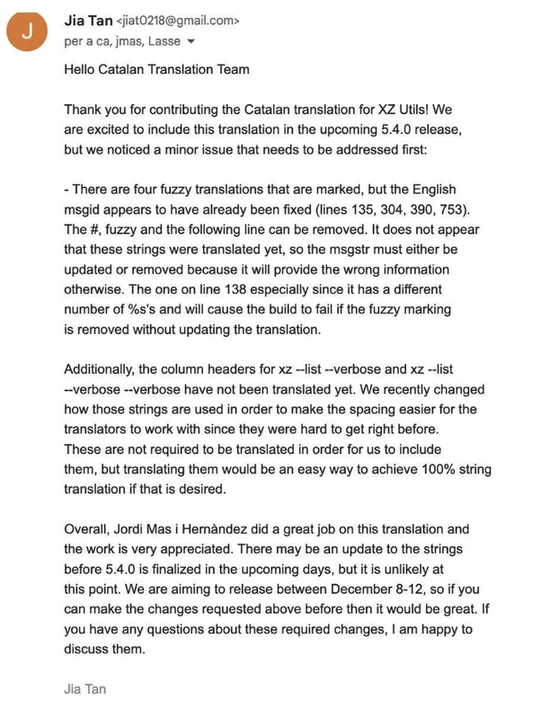 J
Jia Tan <jiat0218@gmail.com>
per a ca, jmas, Lasse
Hello Catalan Translation Team
Thank you for contributing the Catalan translation for XZ Utils! We
are excited to include this translation in the upcoming 5.4.0 release,
but we noticed a minor issue that needs to be addressed first:
- There are four fuzzy translations that are marked, but the English
msgid appears to have already been fixed (lines 135, 304, 390, 753).
The #, fuzzy and the following line can be removed. It does not appear
that these strings were translated yet, so the msgstr must either be
updated or removed because it will provide the wrong information
otherwise. The one on line 138 especially since it has a different
number of %s's and will cause the build to fail if the fuzzy marking
is removed without updating the translation.
Additionally, the column headers for xz --list --verbose and xz --list
--verbose --verbose have not been translated yet. We recently changed
how those strings are used in order to make the spacing easier for the
translators to work with since they were hard to get right before.
These are not required to be translated in order for us to include
them, but translating them would be an easy way to achieve 100% string
translation if that is desired.
Overall, Jordi Mas i Hernàndez did a great job on this translation and
the work is very appreciated. There may be an update to the strings
before 5.4.0 is finalized in the upcoming days, but it is unlikely at
this point. We are aiming to release between December 8-12, so if you
can make the changes requested above before then it would be great. If
you have any questions about these required changes, I am happy to
discuss them.
Jia Tan